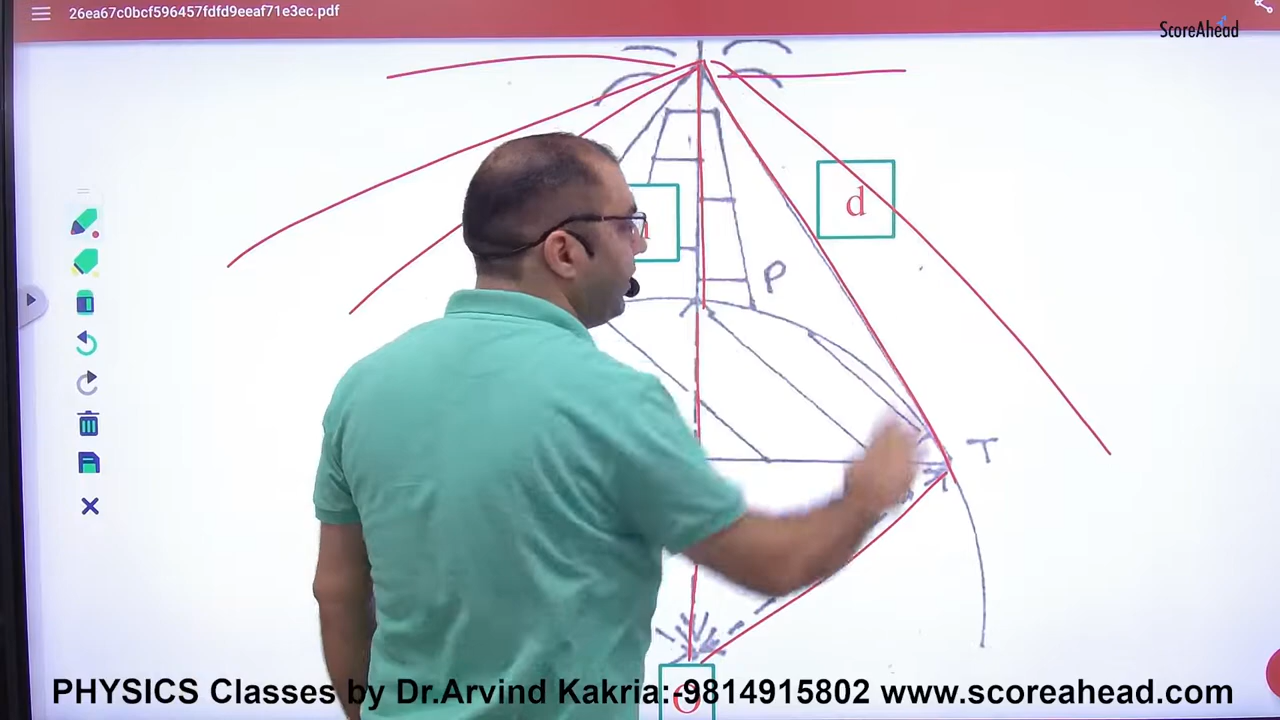 26ea67c0bcf596457fdfd9eeaf71e3ec.pdf
ScoreAhead
d
h
P
T
O
PHYSICS Classes by Dr.Arvind Kakria:-9814915802 www.scoreahead.com